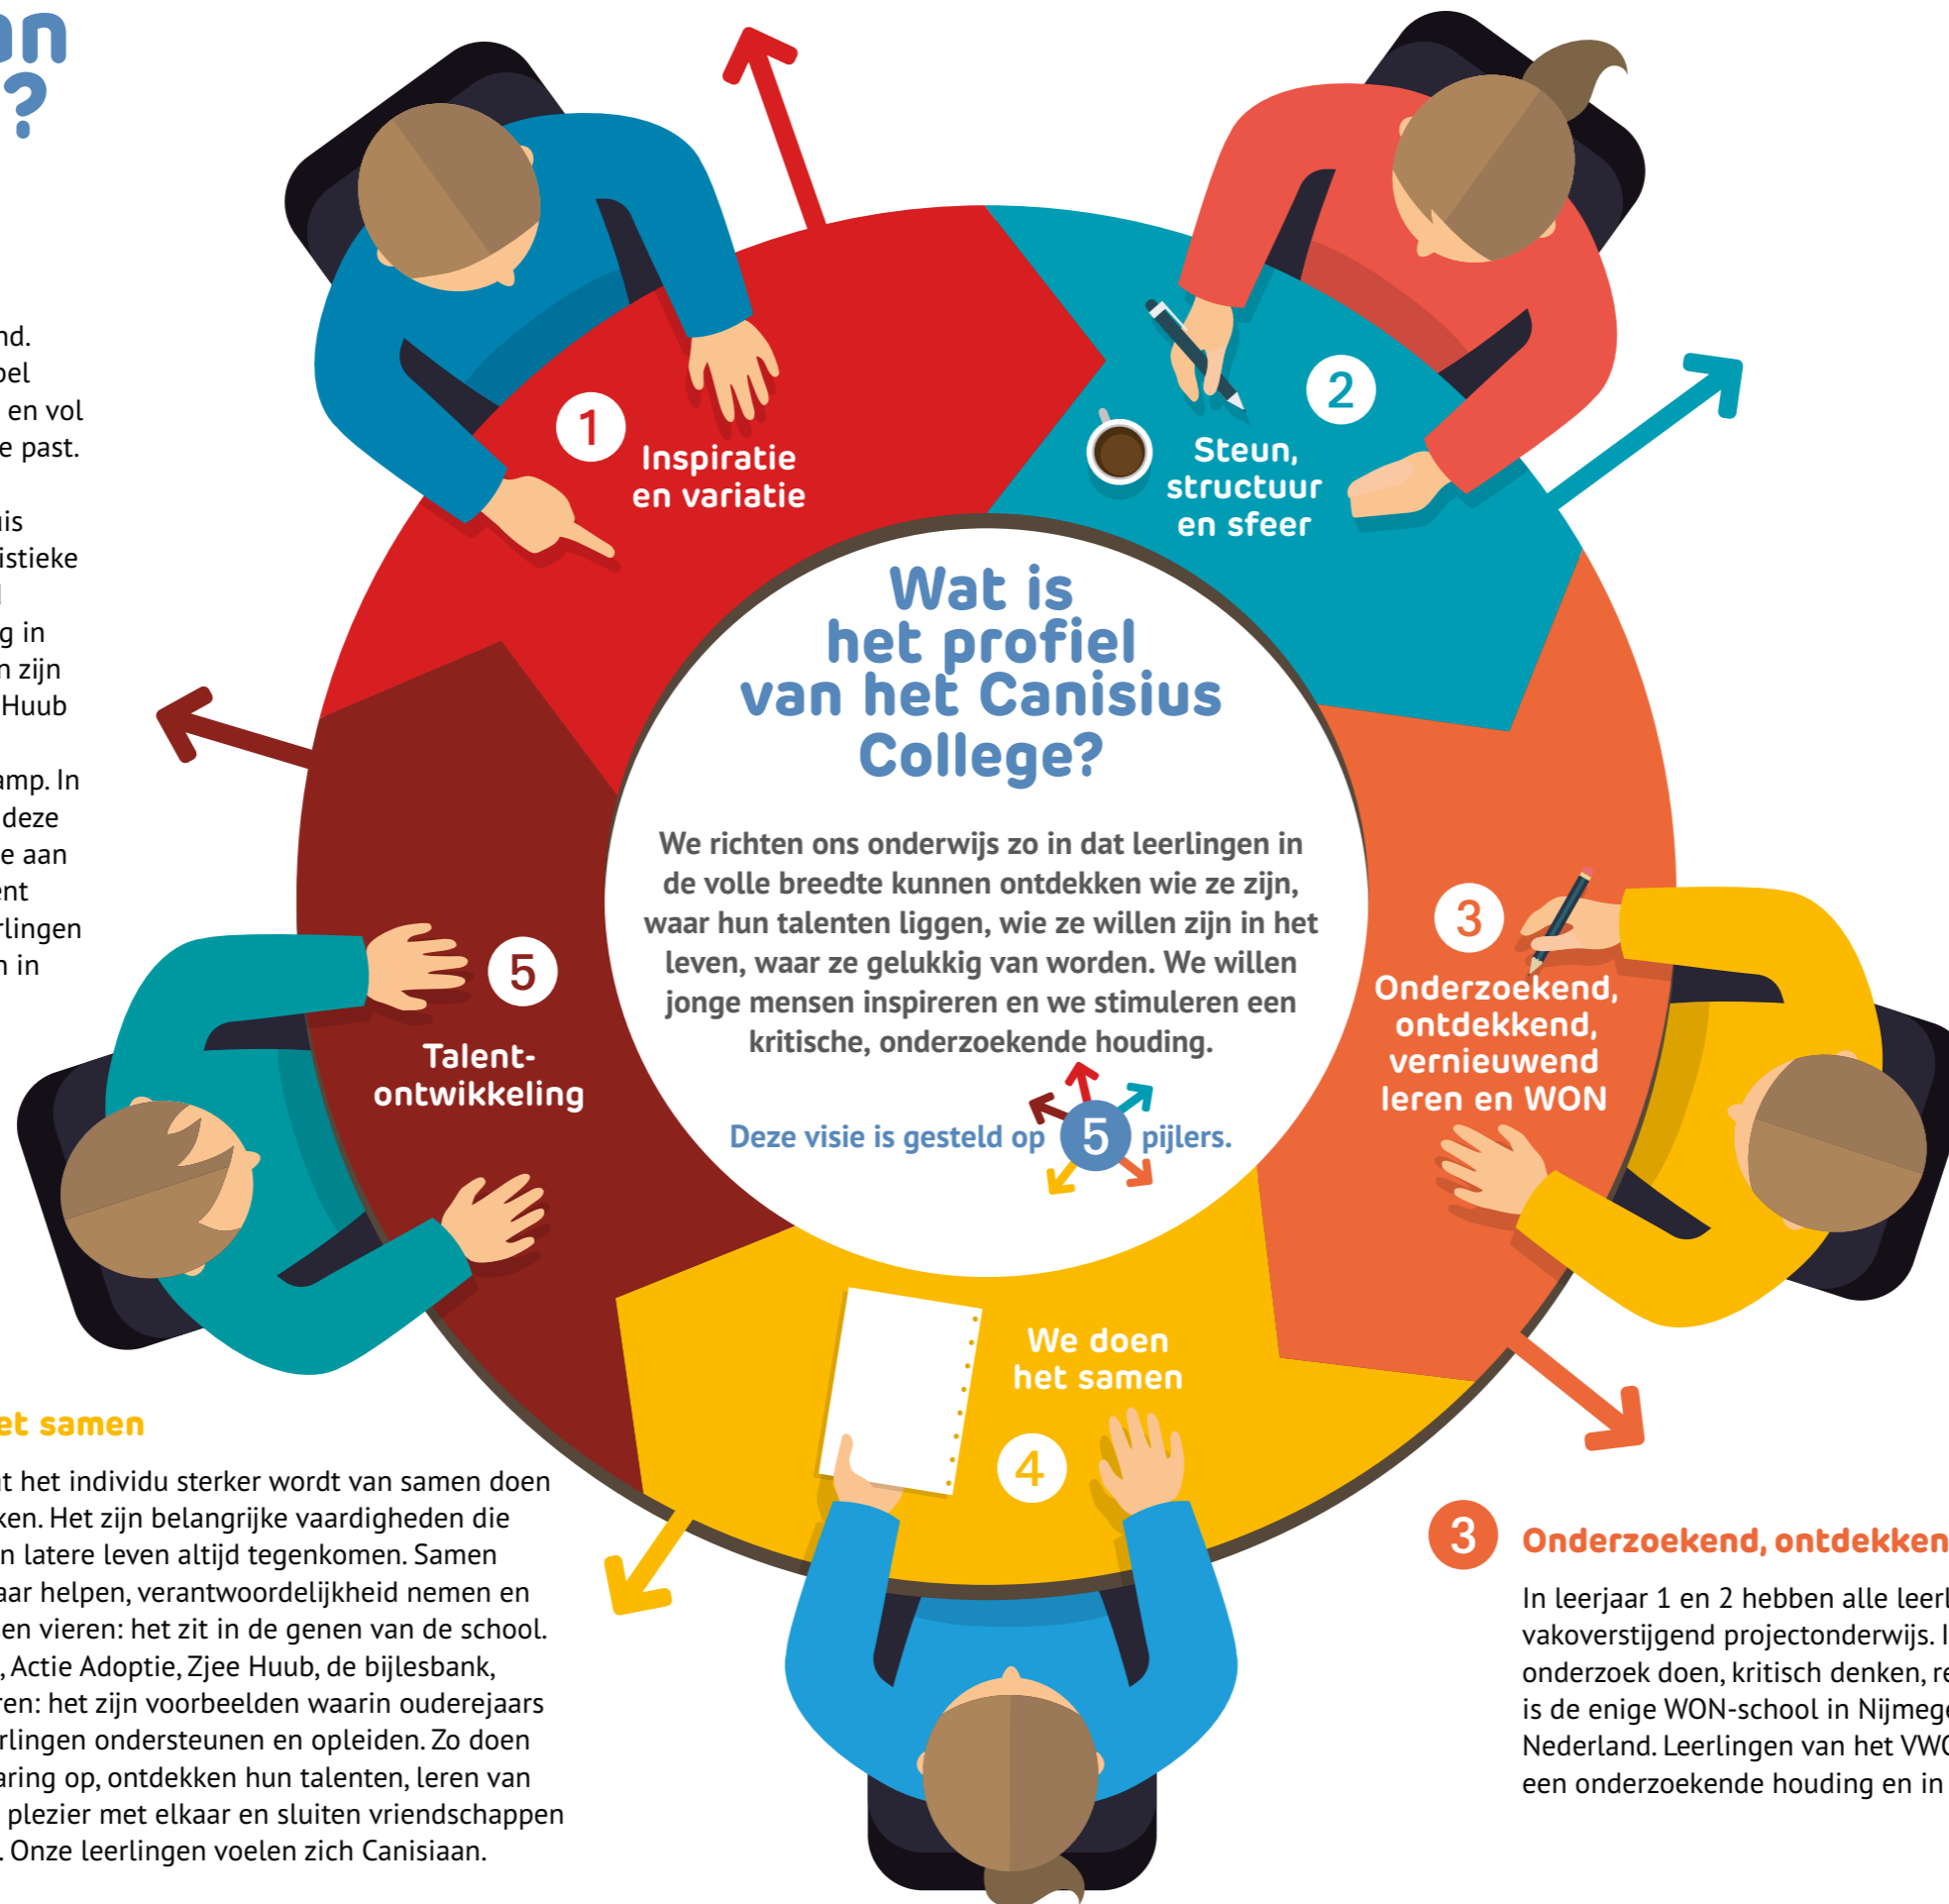 an
?
nd.
pel
en vol
e past.
uis
istieke
g in
n zijn
Huub
amp. In
deze
e aan
ent
rlingen
n in
1
Inspiratie
en variatie
2
Steun,
structuur
en sfeer
Wat is
het profiel
van het Canisius
College?
We richten ons onderwijs zo in dat leerlingen in
de volle breedte kunnen ontdekken wie ze zijn,
waar hun talenten liggen, wie ze willen zijn in het
leven, waar ze gelukkig van worden. We willen
jonge mensen inspireren en we stimuleren een
kritische, onderzoekende houding.
Deze visie is gesteld op 5 pijlers.
3
Onderzoekend,
ontdekkend,
vernieuwend
leren en WON
5
Talent-
ontwikkeling
We doen
het samen
4
et samen
at het individu sterker wordt van samen doen
ken. Het zijn belangrijke vaardigheden die
n latere leven altijd tegenkomen. Samen
aar helpen, verantwoordelijkheid nemen en
en vieren: het zit in de genen van de school.
, Actie Adoptie, Zjee Huub, de bijlesbank,
ren: het zijn voorbeelden waarin ouderejaars
rlingen ondersteunen en opleiden. Zo doen
aring op, ontdekken hun talenten, leren van
plezier met elkaar en sluiten vriendschappen
. Onze leerlingen voelen zich Canisiaan.
3 Onderzoekend, ontdekken
In leerjaar 1 en 2 hebben alle leerl
vakoverstijgend projectonderwijs. I
onderzoek doen, kritisch denken, re
is de enige WON-school in Nijmege
Nederland. Leerlingen van het VWO
een onderzoekende houding en in